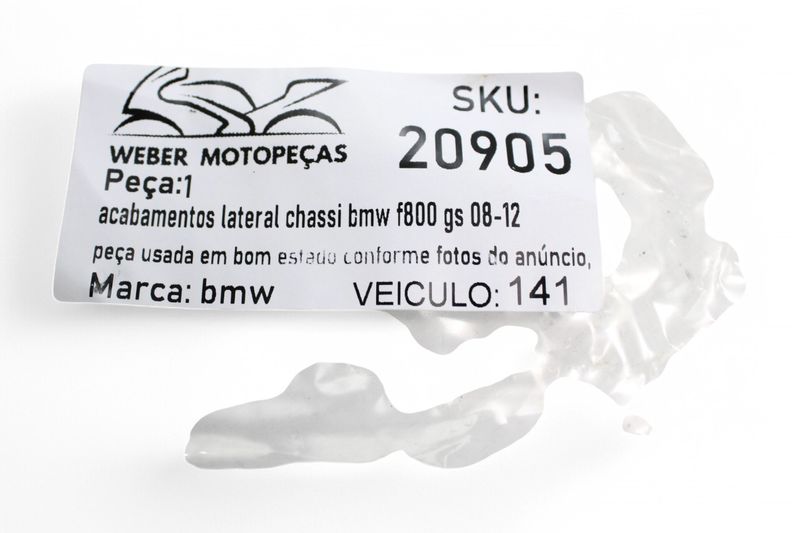 WEBER MOTOPEÇAS
SKU:
20905
Peça:1
acabamentos lateral chassi bmw f800 gs 08-12
peça usada em bom estado conforme fotos do anúncio,
Marca: bmw
VEICULO: 141